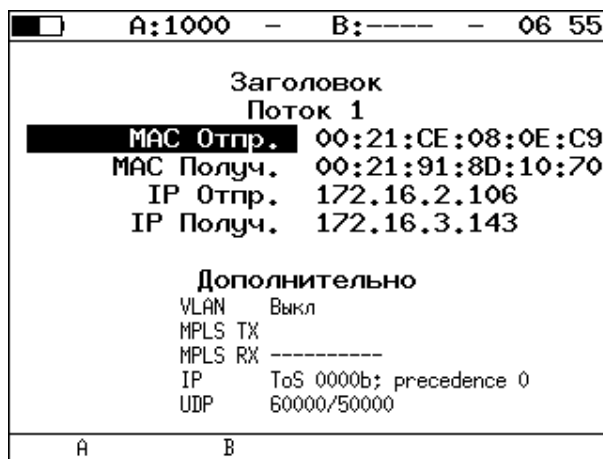 A:1000 – B:---- – 06 55
Заголовок
Поток 1
MAC Отпр. 00:21:CE:08:0E:C9
MAC Получ. 00:21:91:8D:10:70
IP Отпр. 172.16.2.106
IP Получ. 172.16.3.143
Дополнительно
VLAN Выкл
MPLS TX
MPLS RX ----------
IP ToS 0000b; precedence 0
UDP 60000/50000
A B